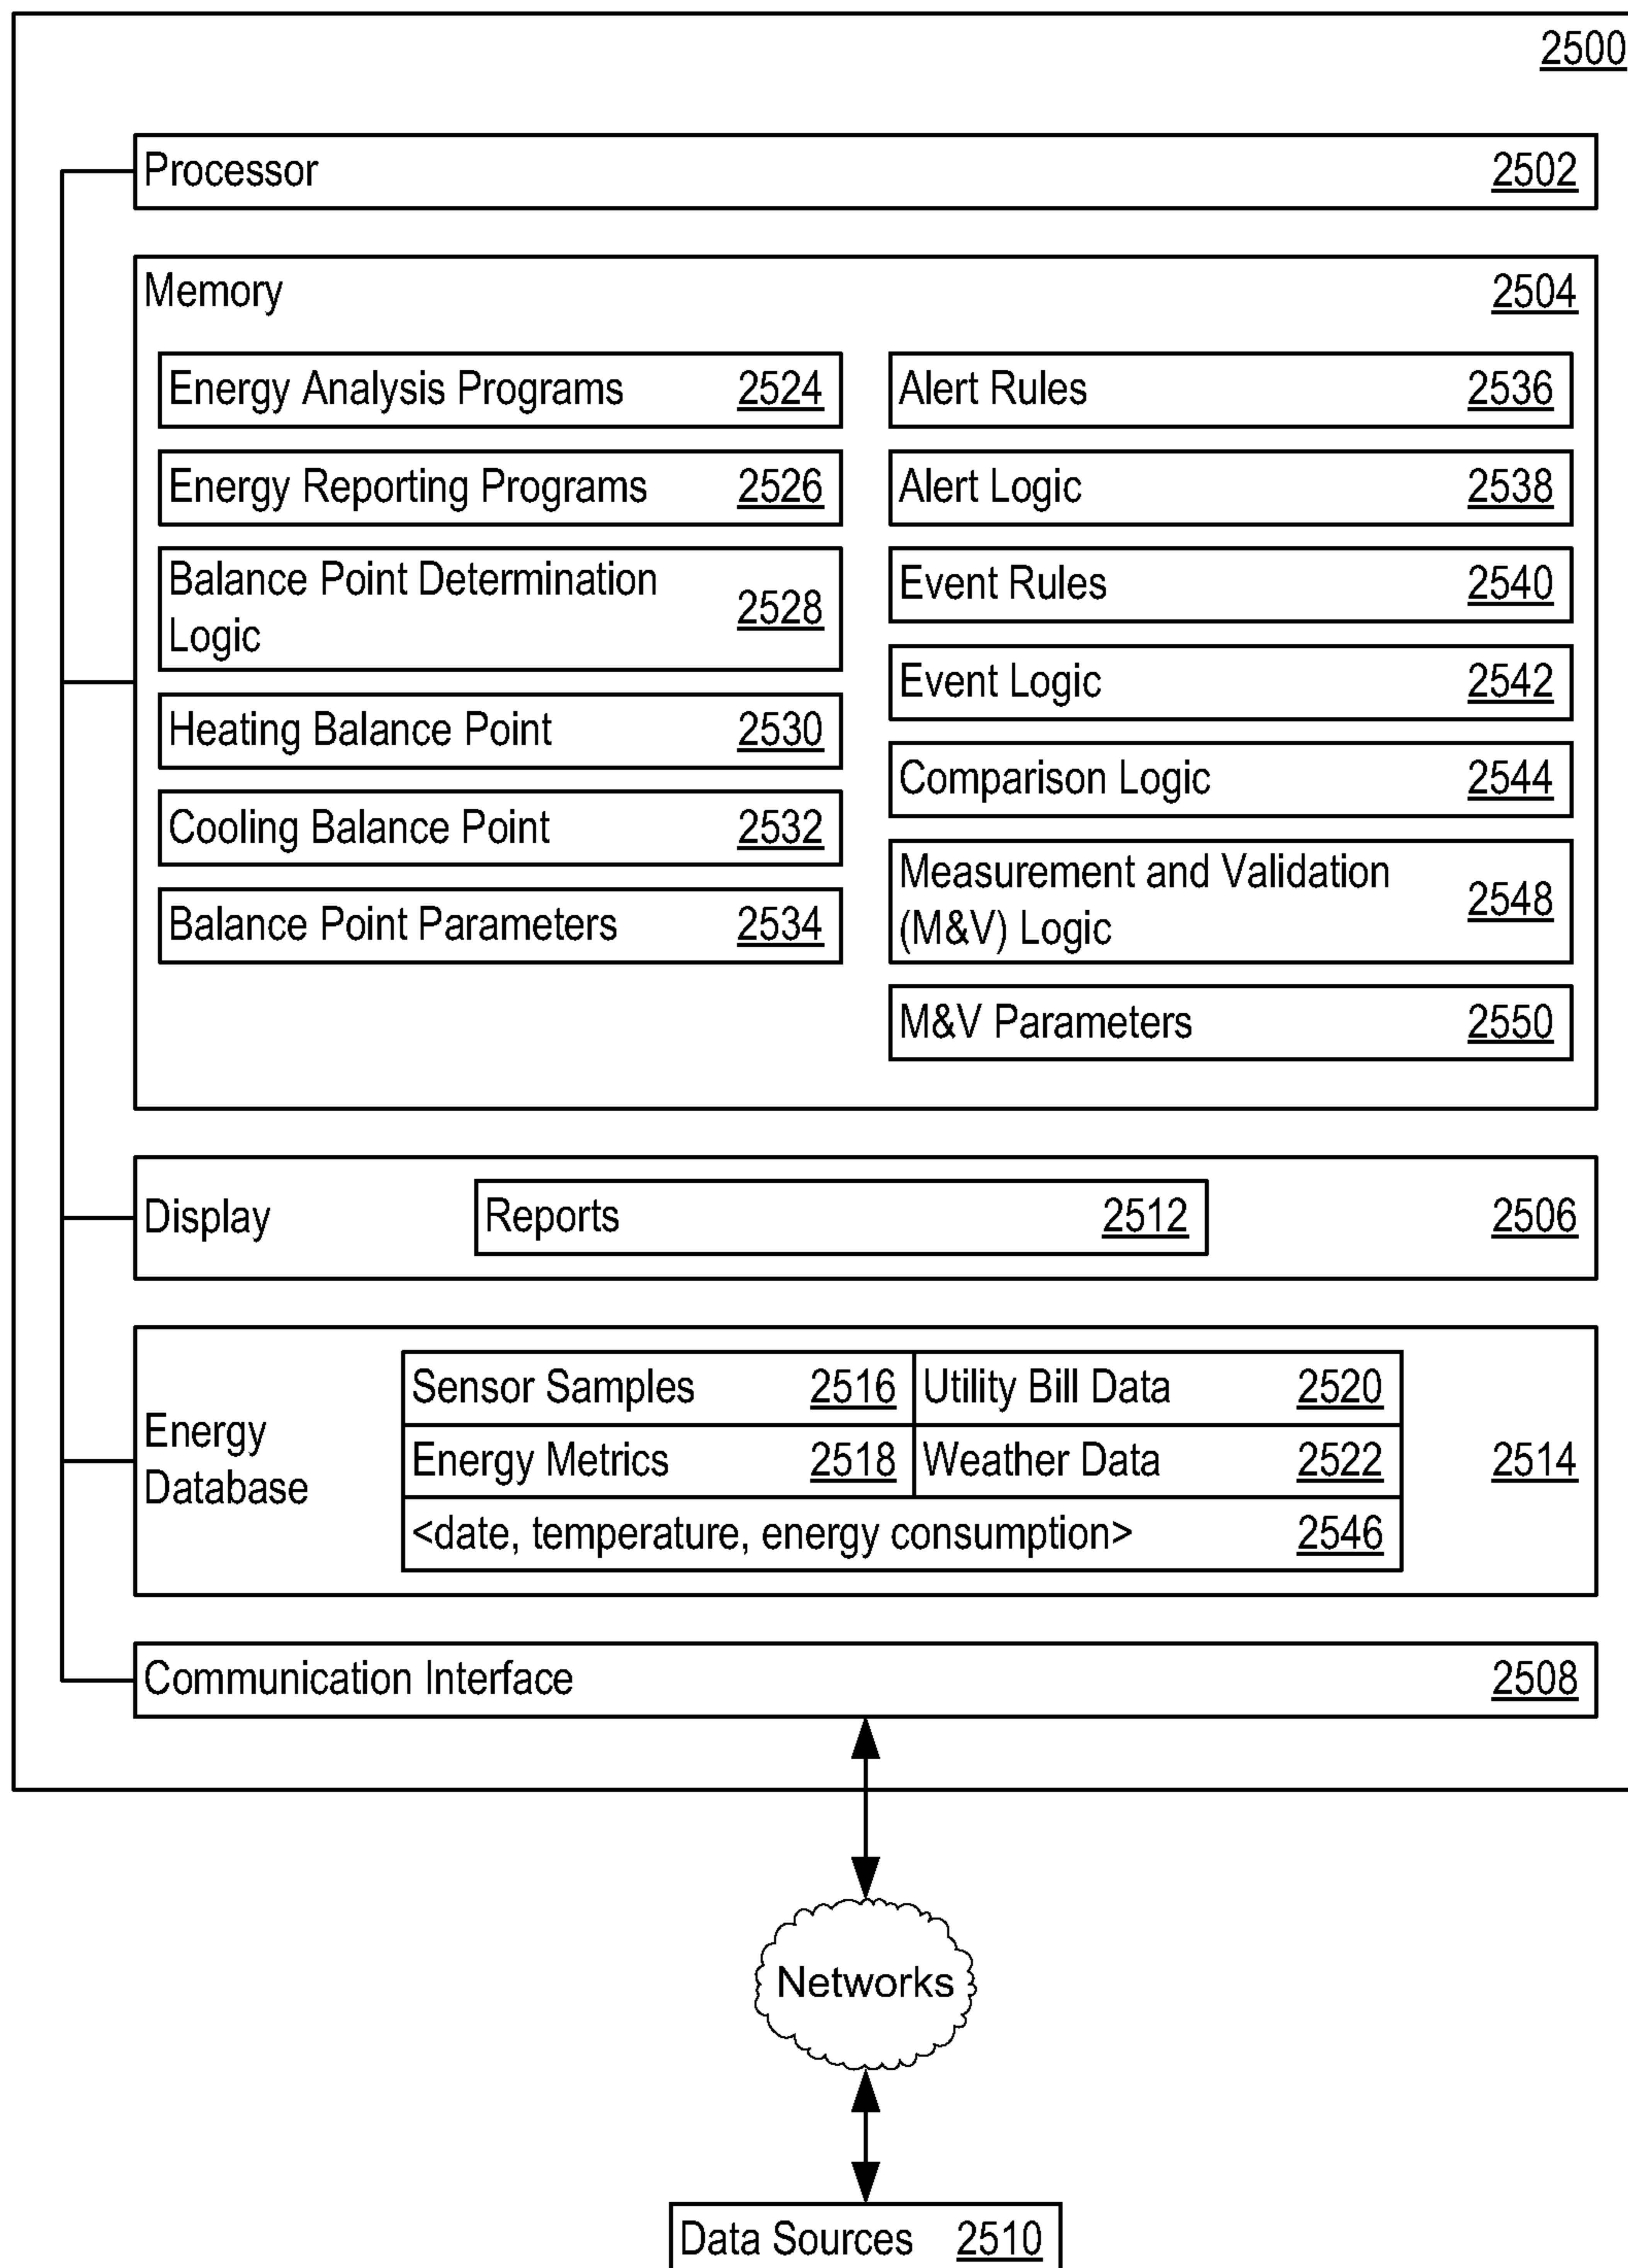 2500
Processor 2502
Memory 2504
Energy Analysis Programs 2524
Energy Reporting Programs 2526
Balance Point Determination
Logic 2528
Heating Balance Point 2530
Cooling Balance Point 2532
Balance Point Parameters 2534
Alert Rules 2536
Alert Logic 2538
Event Rules 2540
Event Logic 2542
Comparison Logic 2544
Measurement and Validation
(M&V) Logic 2548
M&V Parameters 2550
Display 2506
Reports 2512
Energy
Database 2514
Sensor Samples 2516
Utility Bill Data 2520
Energy Metrics 2518
Weather Data 2522
<date, temperature, energy consumption> 2546
Communication Interface 2508
Networks
Data Sources 2510